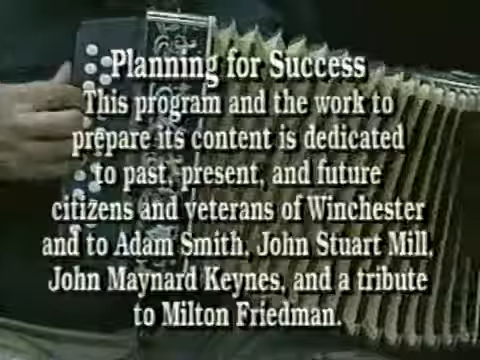 Planning for Success
This program and the work to
prepare its content is dedicated
to past, present, and future
citizens and veterans of Winchester
and to Adam Smith, John Stuart Mill,
John Maynard Keynes, and a tribute
to Milton Friedman.